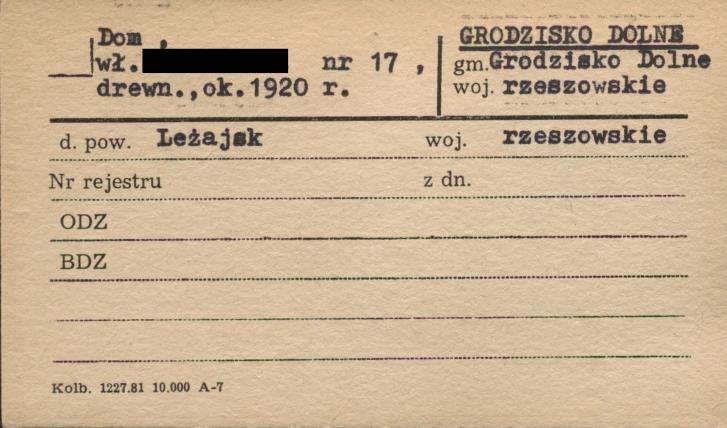 Dom ,
wł. nr 17 ,
drewn.,ok.1920 r.
GRODZISKO DOLNE
gm.Grodzisko Dolne
woj. rzeszowskie
d. pow. Leżajsk woj. rzeszowskie
Nr rejestru z dn.
ODZ
BDZ
Kolb. 1227.81 10.000 A-7